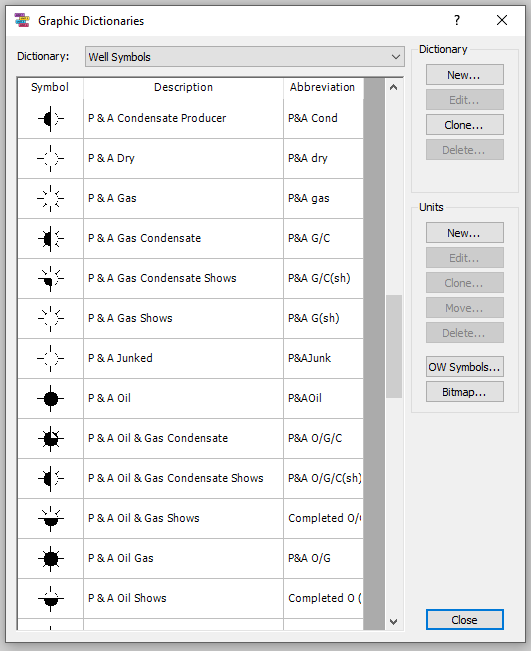 Graphic Dictionaries ?
Dictionary: Well Symbols
Symbol Description Abbreviation
P & A Condensate Producer P&A Cond
P & A Dry P&A dry
P & A Gas P&A gas
P & A Gas Condensate P&A G/C
P & A Gas Condensate Shows P&A G/C(sh)
P & A Gas Shows P&A G(sh)
P & A Junked P&AJunk
P & A Oil P&AOil
P & A Oil & Gas Condensate P&A O/G/C
P & A Oil & Gas Condensate Shows P&A O/G/C(sh)
P & A Oil & Gas Shows Completed O/
P & A Oil Gas P&A O/G
P & A Oil Shows Completed O (
Dictionary
New...
Edit...
Clone...
Delete...
Units
New...
Edit...
Clone...
Move...
Delete...
OW Symbols...
Bitmap...
Close